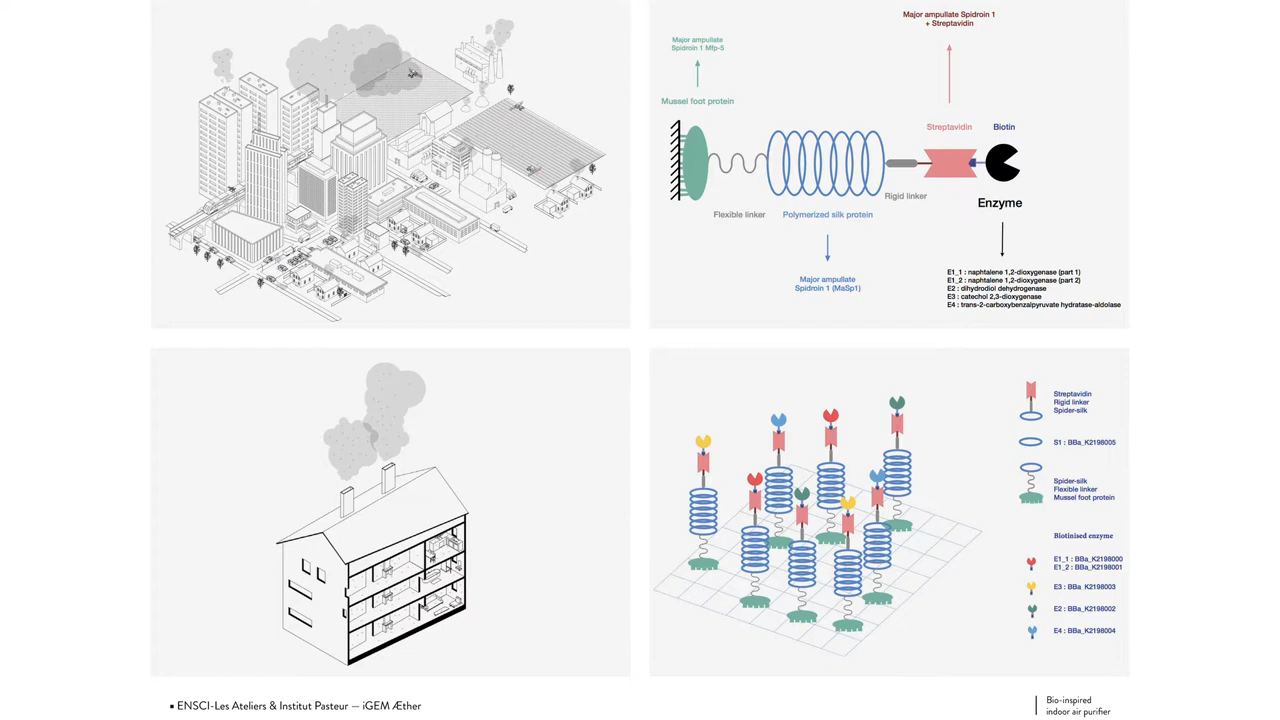 Major ampullate Spidroin 1
+ Streptavidin
Major ampullate
Spidroin 1 Mfp-5
Mussel foot protein
Streptavidin
Biotin
Rigid linker
Enzyme
Flexible linker
Polymerized silk protein
Major ampullate
Spidroin 1 (MaSp1)
E1_1 : naphtalene 1,2-dioxygenase (part 1)
E1_2 : naphtalene 1,2-dioxygenase (part 2)
E2 : dihydrodiol dehydrogenase
E3 : catechol 2,3-dioxygenase
E4 : trans-2-carboxybenzalpyruvate hydratase-aldolase
Streptavidin
Rigid linker
Spider-silk
S1 : BBa_K2198005
Spider-silk
Flexible linker
Mussel foot protein
Biotinised enzyme
E1_1 : BBa_K2198000
E1_2 : BBa_K2198001
E3 : BBa_K2198003
E2 : BBa_K2198002
E4 : BBa_K2198004
▪ ENSCI-Les Ateliers & Institut Pasteur — iGEM Æther
Bio-inspired
indoor air purifier